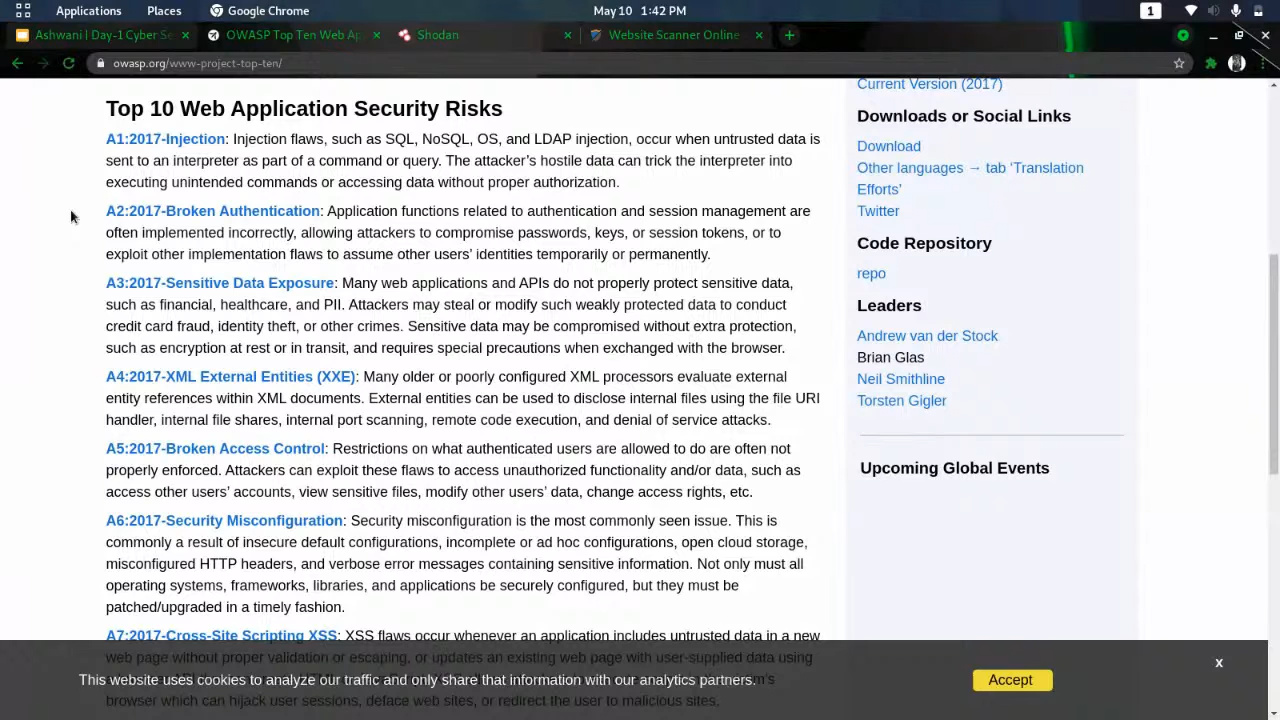 Applications Places Google Chrome May 10 1:42 PM 1
Ashwani | Day-1 Cyber Se OWASP Top Ten Web Ap Shodan Website Scanner Online
owasp.org/www-project-top-ten/
Top 10 Web Application Security Risks
A1:2017-Injection: Injection flaws, such as SQL, NoSQL, OS, and LDAP injection, occur when untrusted data is
sent to an interpreter as part of a command or query. The attacker’s hostile data can trick the interpreter into
executing unintended commands or accessing data without proper authorization.
A2:2017-Broken Authentication: Application functions related to authentication and session management are
often implemented incorrectly, allowing attackers to compromise passwords, keys, or session tokens, or to
exploit other implementation flaws to assume other users’ identities temporarily or permanently.
A3:2017-Sensitive Data Exposure: Many web applications and APIs do not properly protect sensitive data,
such as financial, healthcare, and PII. Attackers may steal or modify such weakly protected data to conduct
credit card fraud, identity theft, or other crimes. Sensitive data may be compromised without extra protection,
such as encryption at rest or in transit, and requires special precautions when exchanged with the browser.
A4:2017-XML External Entities (XXE): Many older or poorly configured XML processors evaluate external
entity references within XML documents. External entities can be used to disclose internal files using the file URI
handler, internal file shares, internal port scanning, remote code execution, and denial of service attacks.
A5:2017-Broken Access Control: Restrictions on what authenticated users are allowed to do are often not
properly enforced. Attackers can exploit these flaws to access unauthorized functionality and/or data, such as
access other users’ accounts, view sensitive files, modify other users’ data, change access rights, etc.
A6:2017-Security Misconfiguration: Security misconfiguration is the most commonly seen issue. This is
commonly a result of insecure default configurations, incomplete or ad hoc configurations, open cloud storage,
misconfigured HTTP headers, and verbose error messages containing sensitive information. Not only must all
operating systems, frameworks, libraries, and applications be securely configured, but they must be
patched/upgraded in a timely fashion.
A7:2017-Cross-Site Scripting XSS: XSS flaws occur whenever an application includes untrusted data in a new
web page without proper validation or escaping, or updates an existing web page with user-supplied data using
browser which can hijack user sessions, deface web sites, or redirect the user to malicious sites.
Current Version (2017)
Downloads or Social Links
Download
Other languages → tab ‘Translation
Efforts’
Twitter
Code Repository
repo
Leaders
Andrew van der Stock
Brian Glas
Neil Smithline
Torsten Gigler
Upcoming Global Events
This website uses cookies to analyze our traffic and only share that information with our analytics partners.
Accept
x